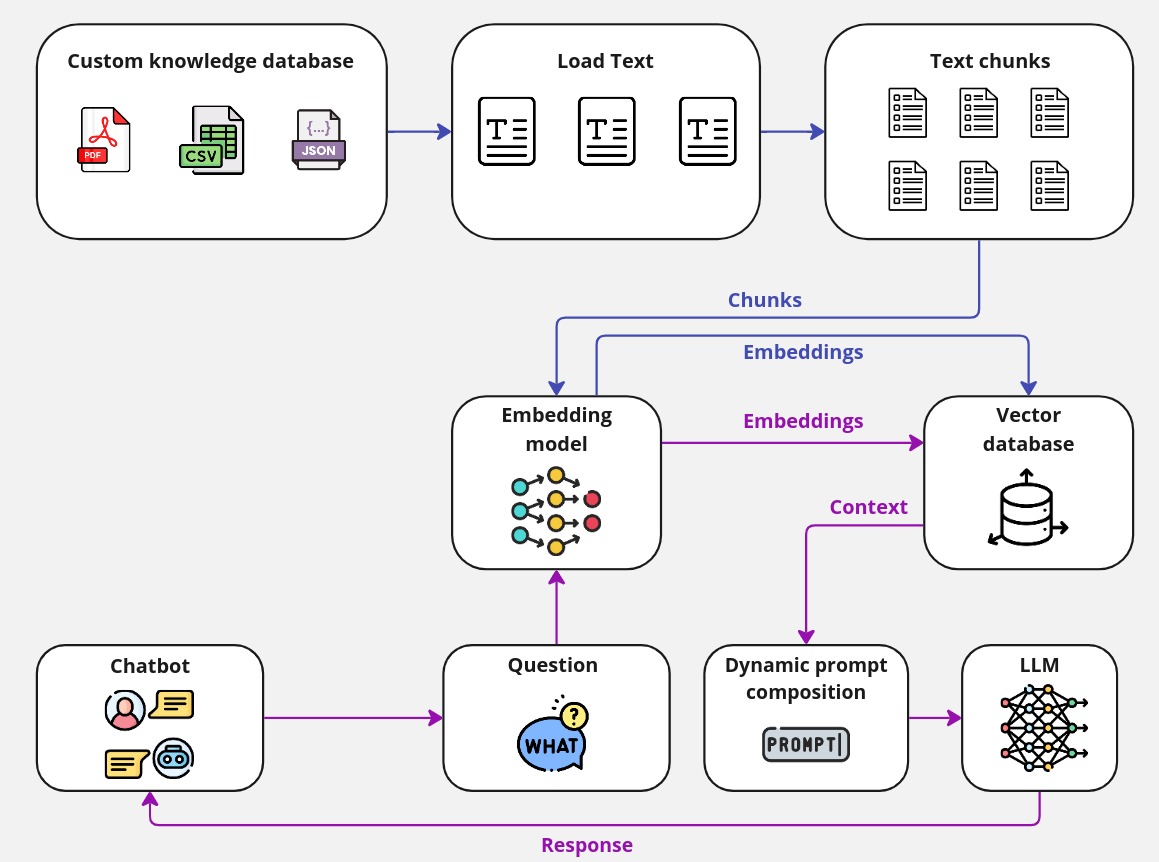 Custom knowledge database
Load Text
Text chunks
PDF
CSV
{...}
JSON
T
T
T
Chunks
Embeddings
Embedding
model
Embeddings
Vector
database
Context
Chatbot
Question
Dynamic prompt
composition
LLM
?
WHAT
PROMPT|
Response